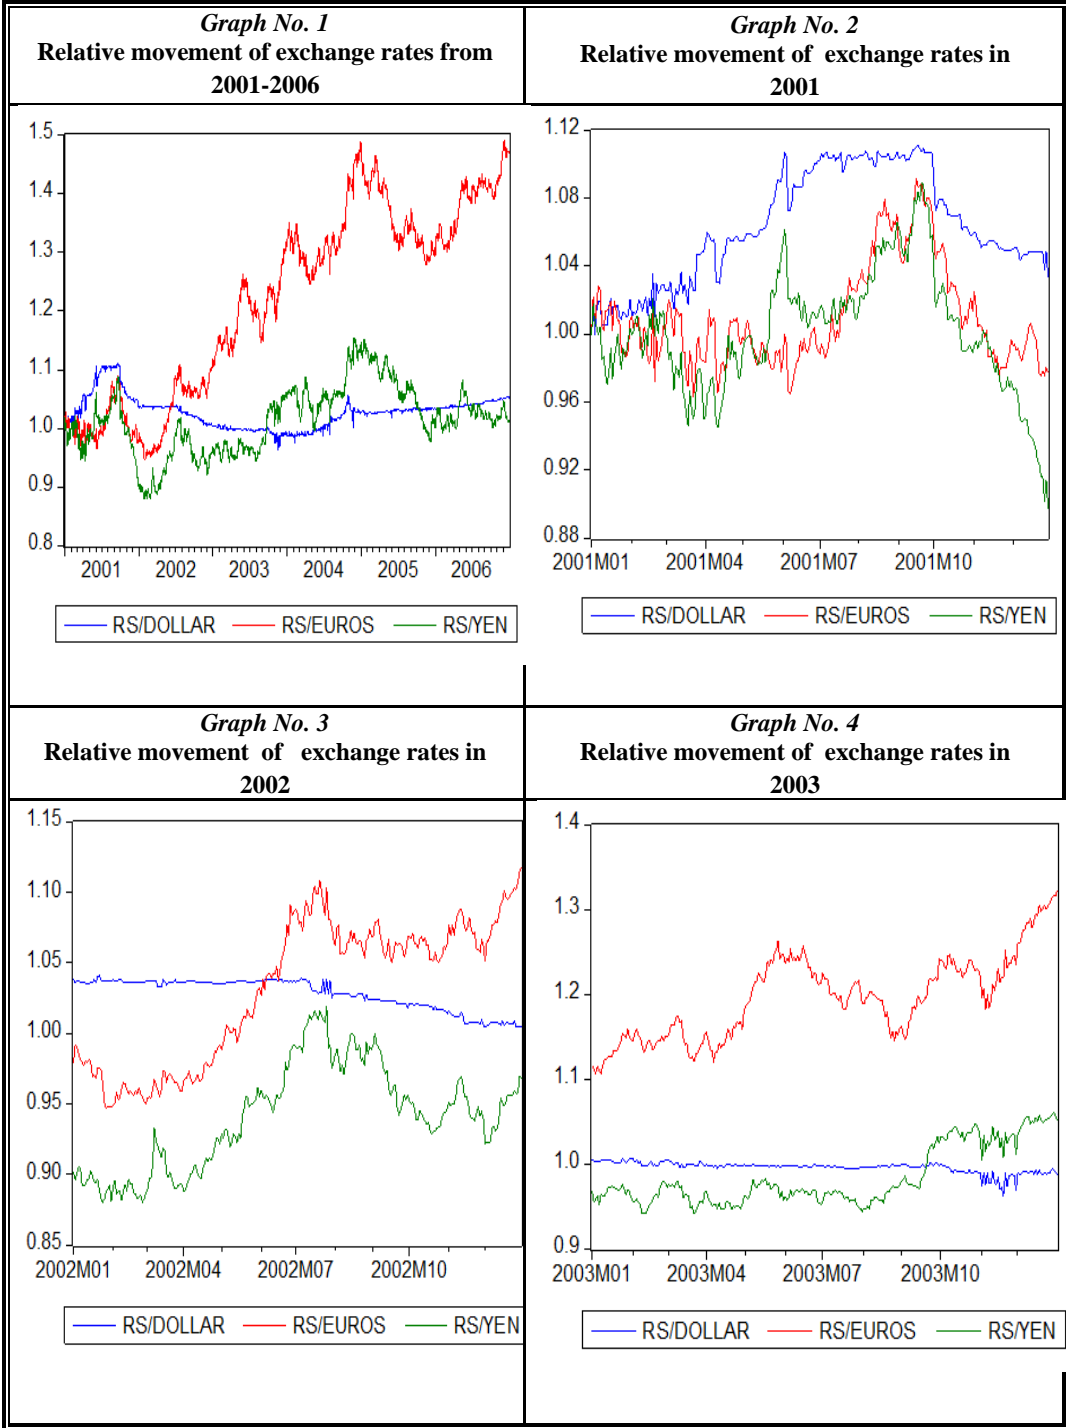 Graph No. 1
Relative movement of exchange rates from
2001-2006
Graph No. 2
Relative movement of exchange rates in
2001
1.5
1.4
1.3
1.2
1.1
1.0
0.9
0.8
2001 2002 2003 2004 2005 2006
RS/DOLLAR RS/EUROS RS/YEN
1.12
1.08
1.04
1.00
0.96
0.92
0.88
2001M01 2001M04 2001M07 2001M10
RS/DOLLAR RS/EUROS RS/YEN
Graph No. 3
Relative movement of exchange rates in
2002
Graph No. 4
Relative movement of exchange rates in
2003
1.15
1.10
1.05
1.00
0.95
0.90
0.85
2002M01 2002M04 2002M07 2002M10
RS/DOLLAR RS/EUROS RS/YEN
1.4
1.3
1.2
1.1
1.0
0.9
2003M01 2003M04 2003M07 2003M10
RS/DOLLAR RS/EUROS RS/YEN